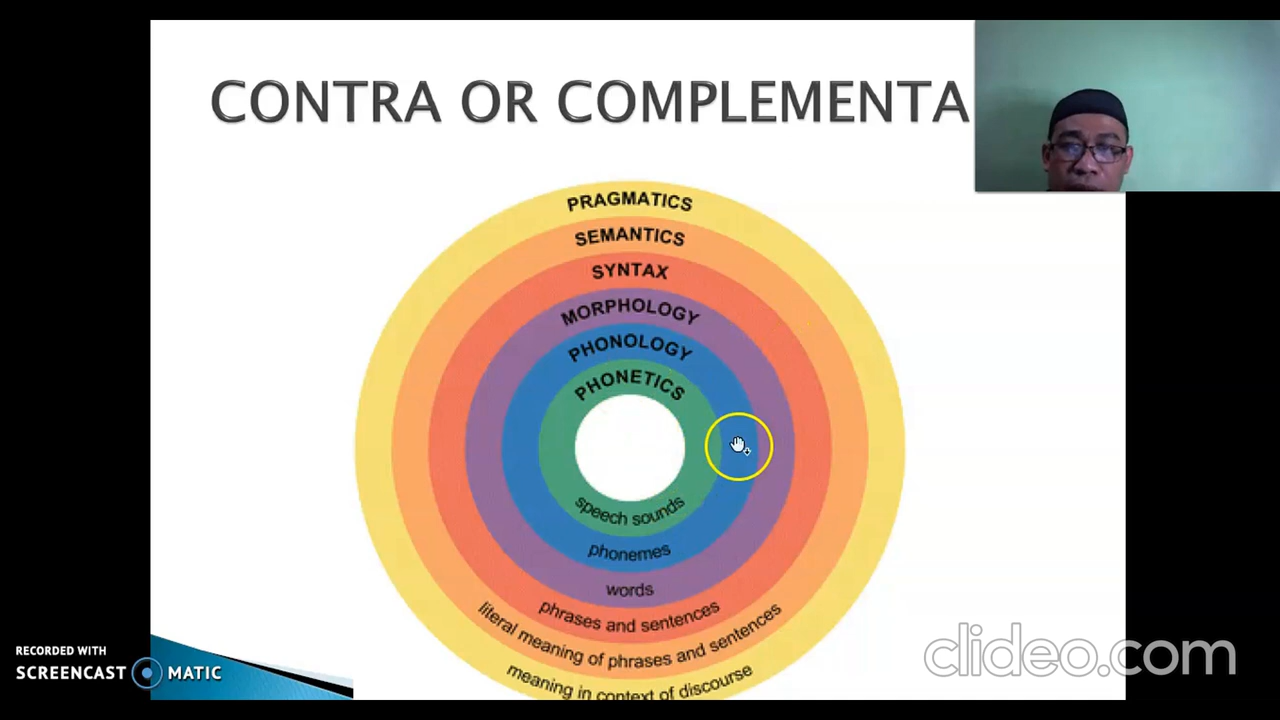 CONTRA OR COMPLEMENTA
PRAGMATICS
SEMANTICS
SYNTAX
MORPHOLOGY
PHONOLOGY
PHONETICS
speech sounds
phonemes
words
phrases and sentences
literal meaning of phrases and sentences
meaning in context of discourse
RECORDED WITH
SCREENCAST MATIC
clideo.com